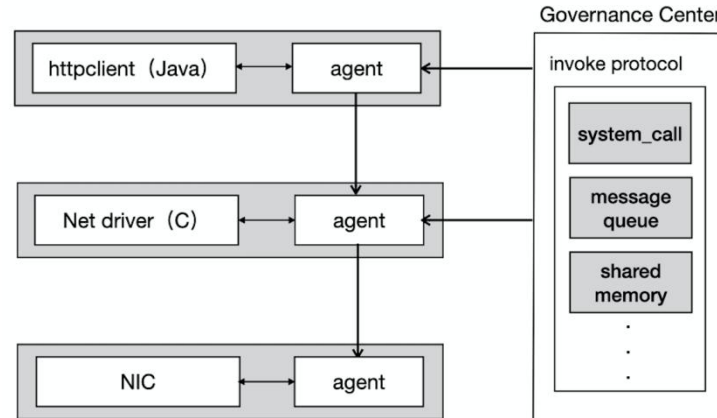 Governance Center
httpclient（Java）
agent
invoke protocol
system_call
message
queue
Net driver（C）
agent
shared
memory
.
.
.
NIC
agent